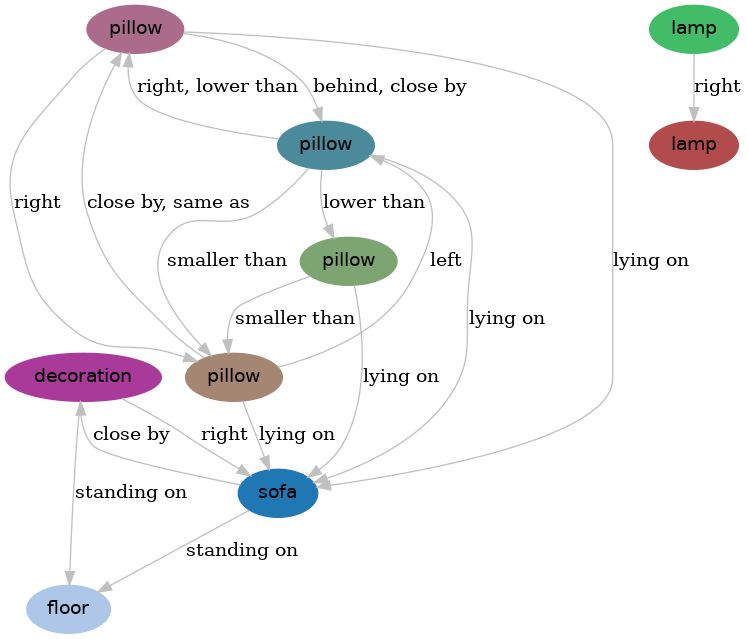 pillow
lamp
right, lower than
behind, close by
right
pillow
lamp
right
close by, same as
lower than
smaller than
pillow
left
lying on
smaller than
lying on
decoration
pillow
lying on
close by
right
lying on
standing on
sofa
standing on
floor